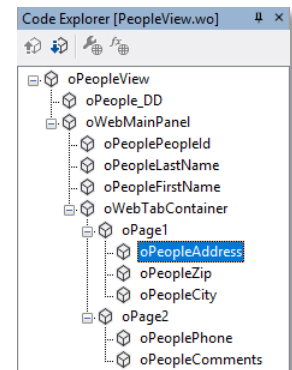 Code Explorer [PeopleView.wo]
oPeopleView
oPeople_DD
oWebMainPanel
oPeoplePeopleId
oPeopleLastName
oPeopleFirstName
oWebTabContainer
oPage1
oPeopleAddress
oPeopleZip
oPeopleCity
oPage2
oPeoplePhone
oPeopleComments